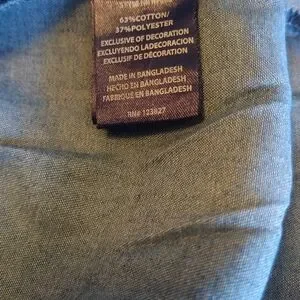 63%COTTON/
37%POLYESTER
EXCLUSIVE OF DECORATION
EXCLUYENDO LADECORACION
EXCLUSIF DE DÉCORATION
MADE IN BANGLADESH
HECHO EN BANGLADESH
FABRIQUÉ EN BANGLADESH
RN# 123827